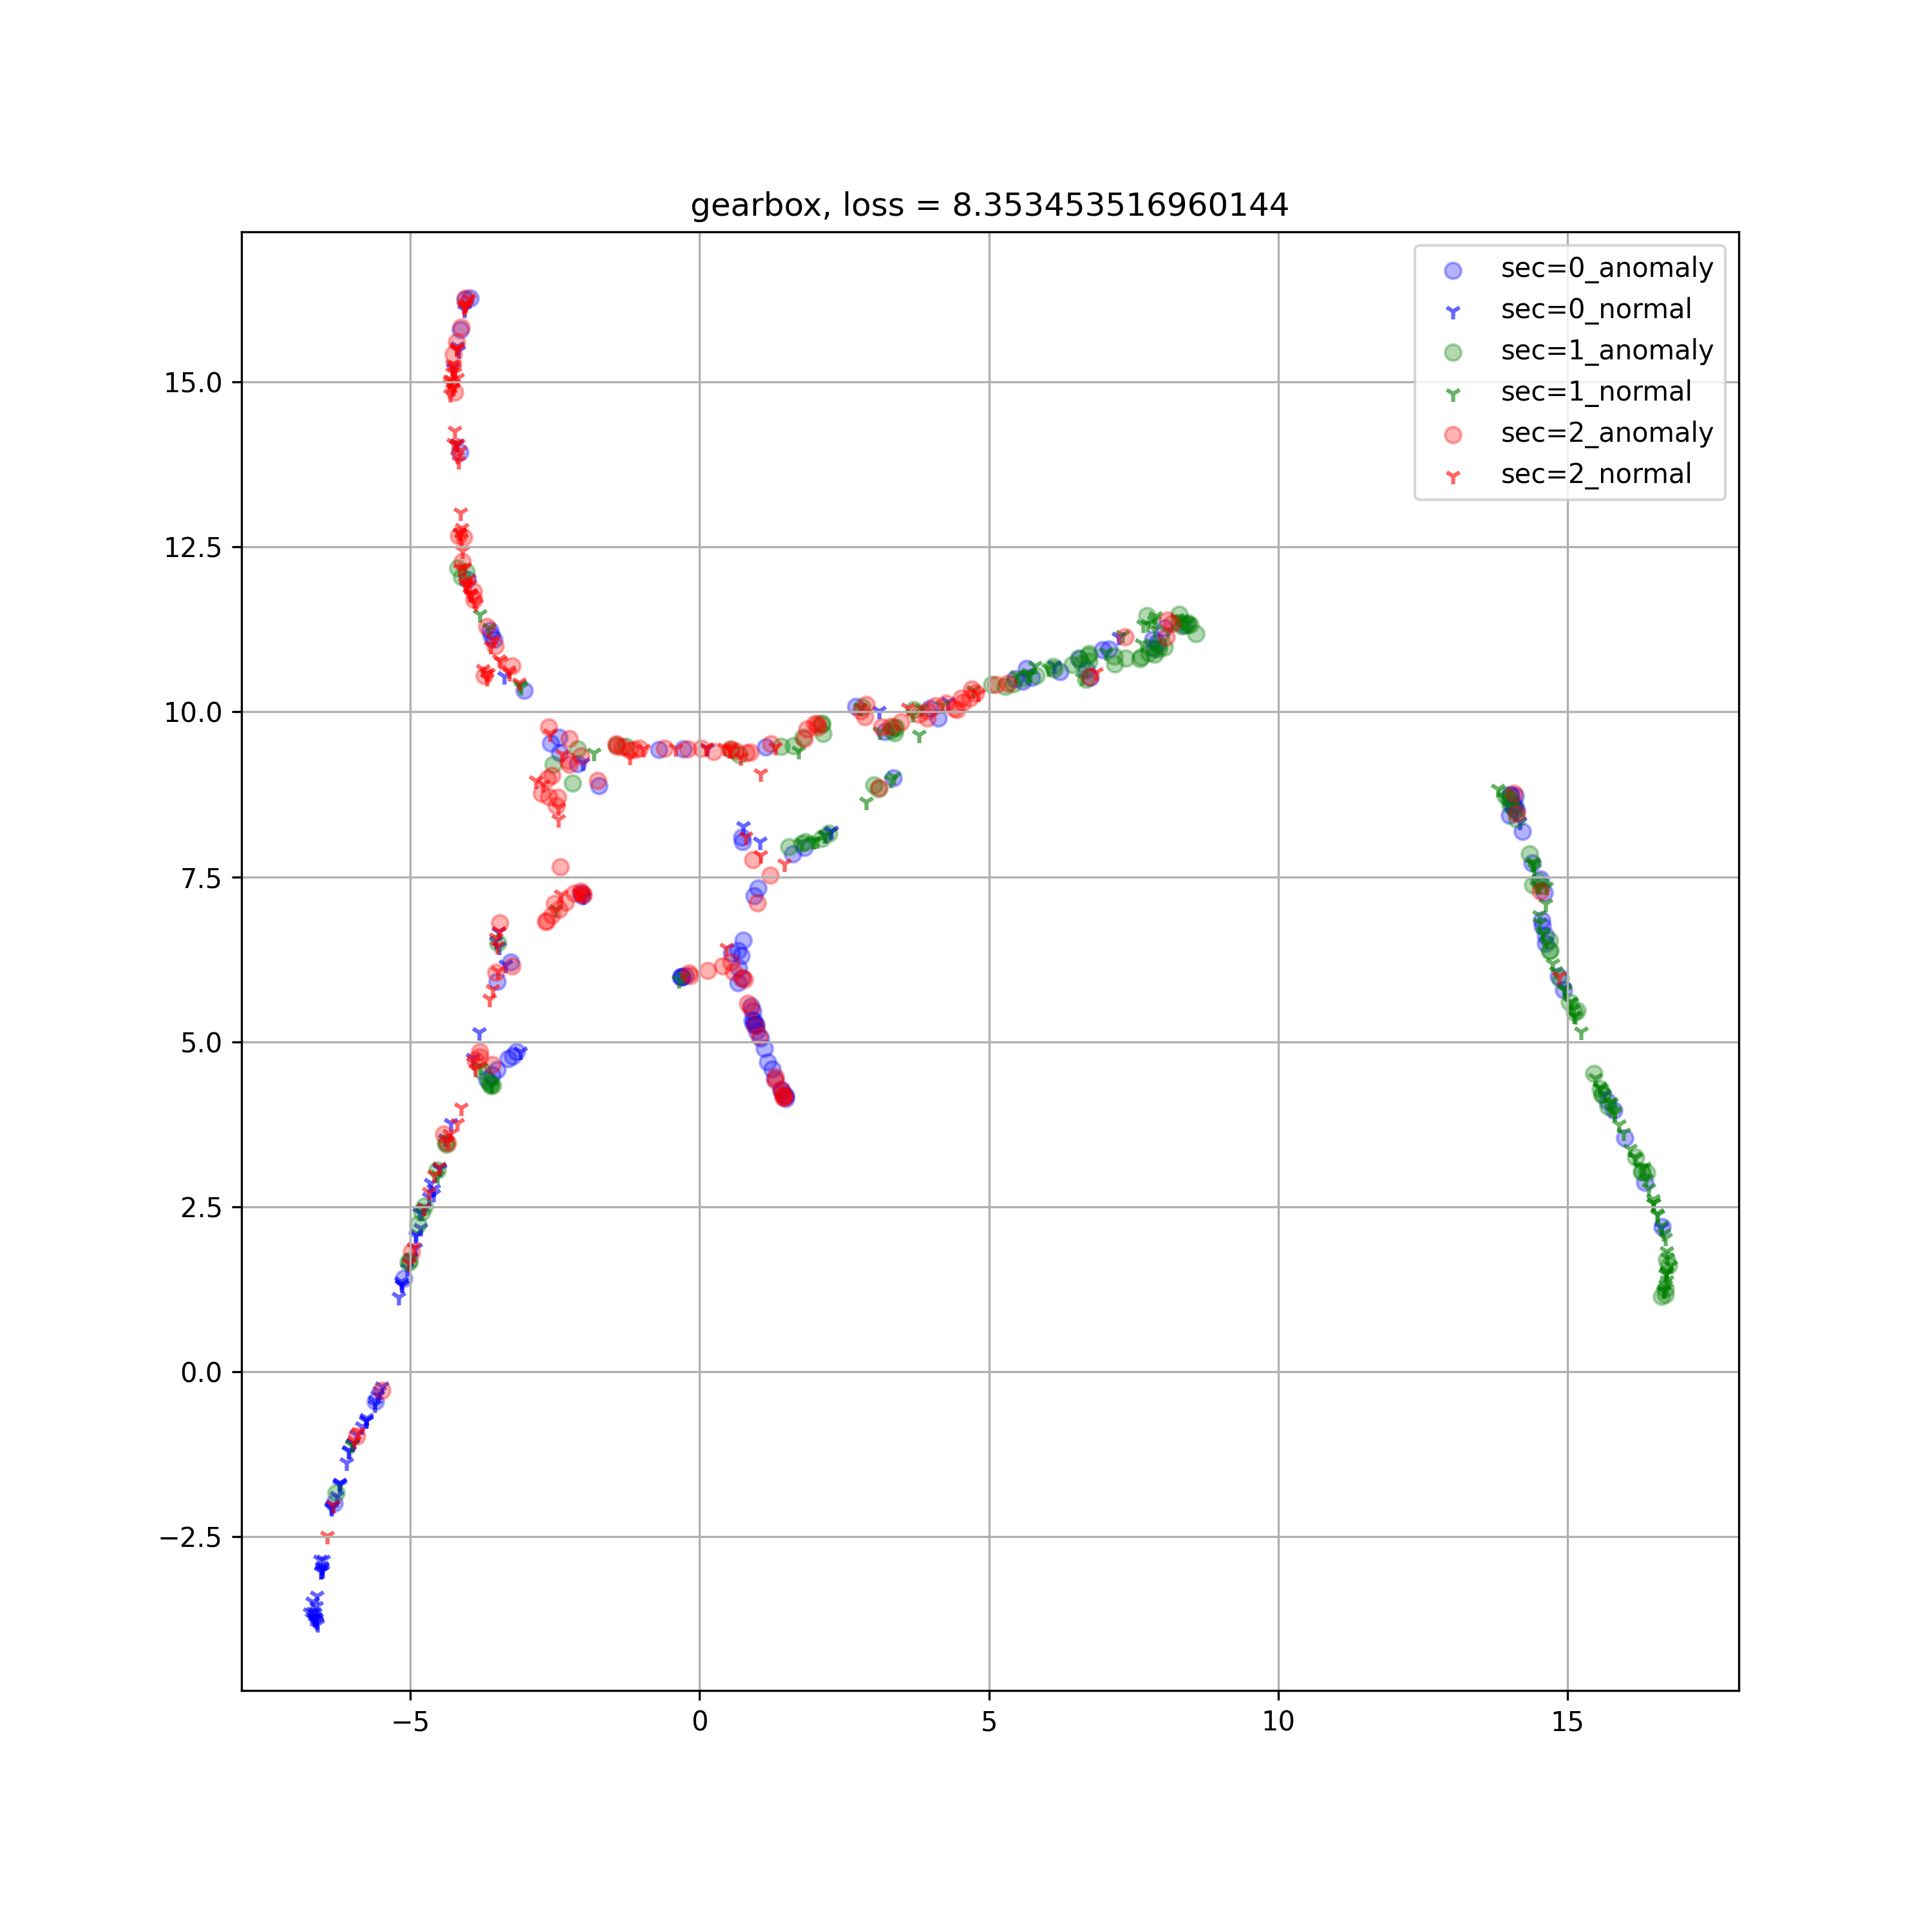 gearbox, loss = 8.353453516960144
sec=0_anomaly
sec=0_normal
sec=1_anomaly
sec=1_normal
sec=2_anomaly
sec=2_normal
15.0
12.5
10.0
7.5
5.0
2.5
0.0
−2.5
−5 0 5 10 15